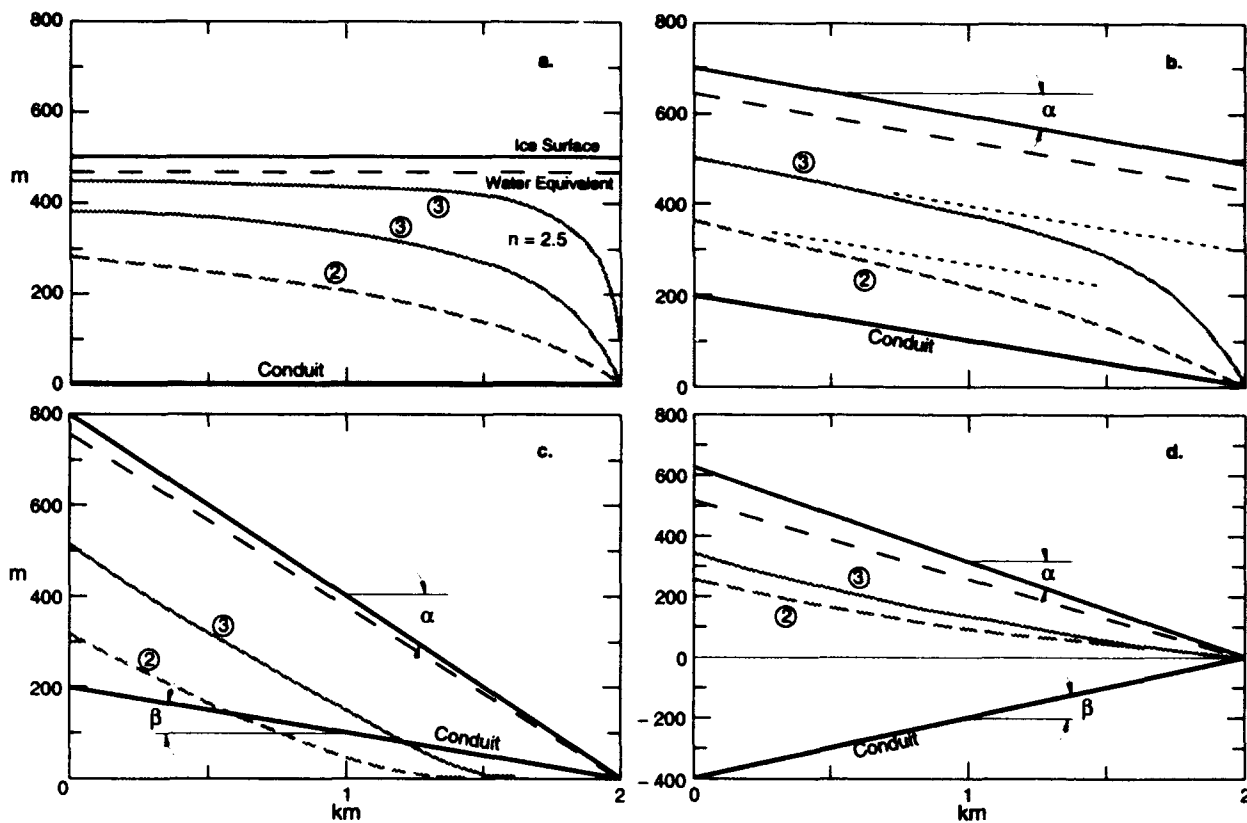 800
600
m
400
200
0
a.
Ice Surface
Water Equivalent
③
③
n = 2.5
②
Conduit
800
600
400
200
0
b.
α
③
②
Conduit
800
600
m
400
200
0
1
2
km
c.
α
③
②
β
Conduit
600
400
200
0
- 200
- 400
0
1
2
km
d.
α
③
②
β
Conduit